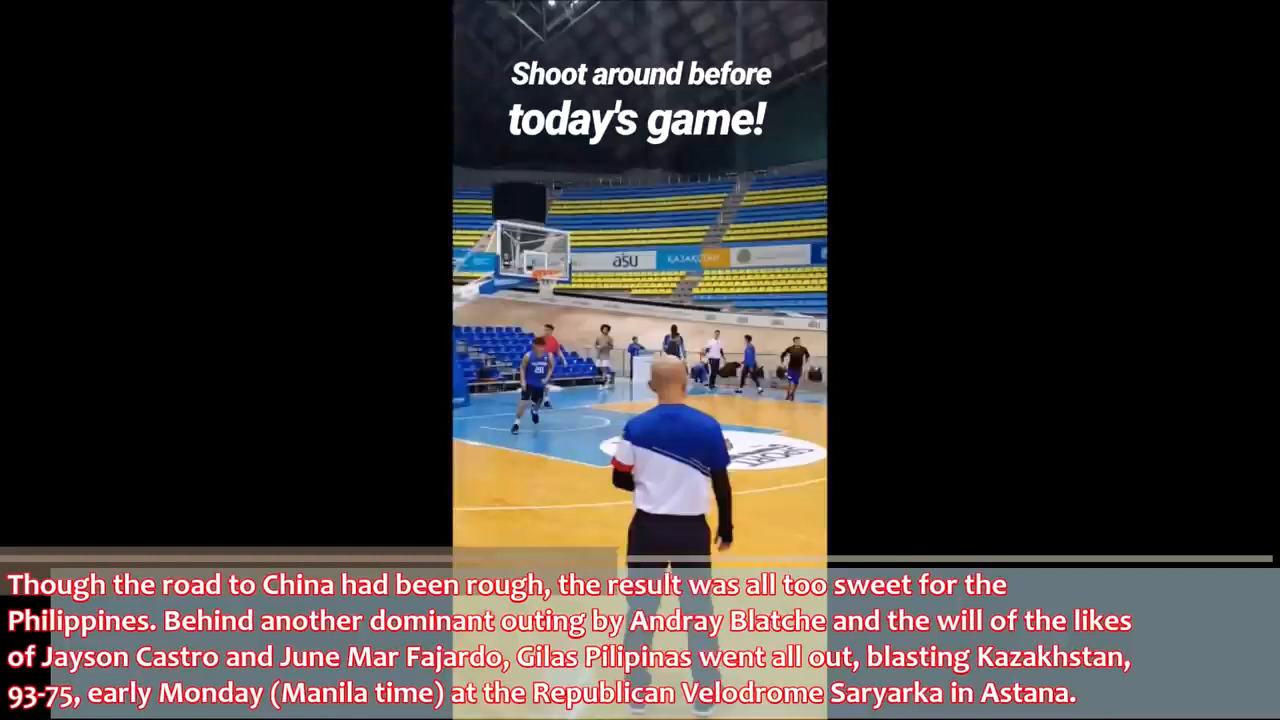 Shoot around before
today's game!
asu
ҚАЗАҚСТАН
20
SPORT
Though the road to China had been rough, the result was all too sweet for the
Philippines. Behind another dominant outing by Andray Blatche and the will of the likes
of Jayson Castro and June Mar Fajardo, Gilas Pilipinas went all out, blasting Kazakhstan,
93-75, early Monday (Manila time) at the Republican Velodrome Saryarka in Astana.